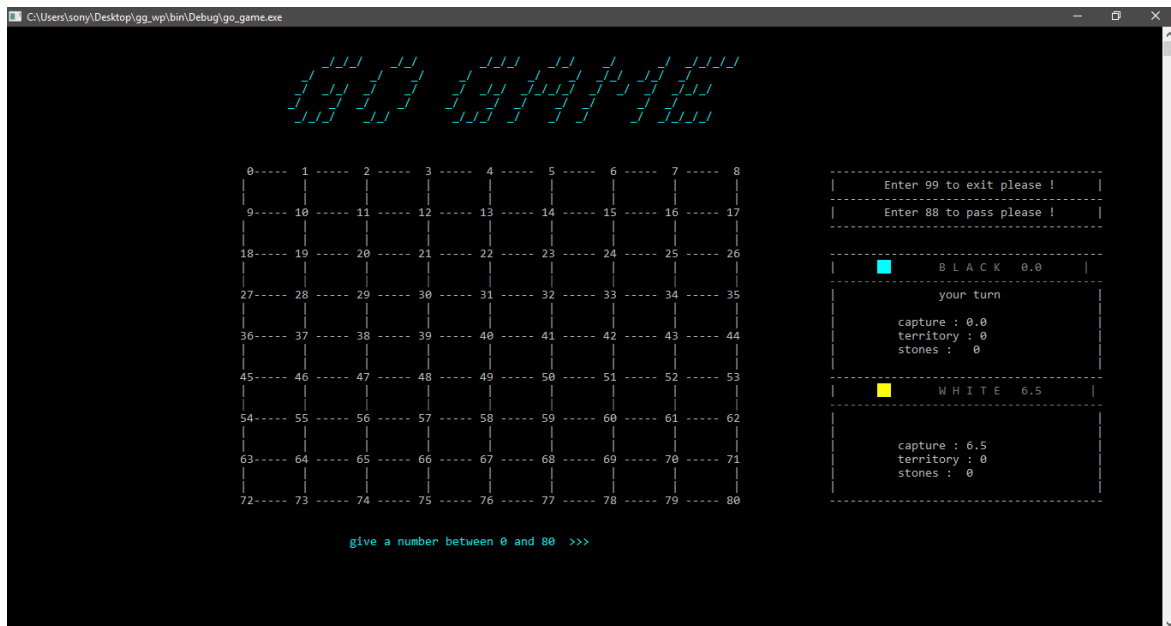 C:\Users\sony\Desktop\gg_wp\bin\Debug\go_game.exe
GO GAME
0----- 1 ----- 2 ----- 3 ----- 4 ----- 5 ----- 6 ----- 7 ----- 8
9----- 10 ----- 11 ----- 12 ----- 13 ----- 14 ----- 15 ----- 16 ----- 17
18----- 19 ----- 20 ----- 21 ----- 22 ----- 23 ----- 24 ----- 25 ----- 26
27----- 28 ----- 29 ----- 30 ----- 31 ----- 32 ----- 33 ----- 34 ----- 35
36----- 37 ----- 38 ----- 39 ----- 40 ----- 41 ----- 42 ----- 43 ----- 44
45----- 46 ----- 47 ----- 48 ----- 49 ----- 50 ----- 51 ----- 52 ----- 53
54----- 55 ----- 56 ----- 57 ----- 58 ----- 59 ----- 60 ----- 61 ----- 62
63----- 64 ----- 65 ----- 66 ----- 67 ----- 68 ----- 69 ----- 70 ----- 71
72----- 73 ----- 74 ----- 75 ----- 76 ----- 77 ----- 78 ----- 79 ----- 80
Enter 99 to exit please !
Enter 88 to pass please !
B L A C K 0.0
your turn
capture : 0.0
territory : 0
stones : 0
W H I T E 6.5
capture : 6.5
territory : 0
stones : 0
give a number between 0 and 80 >>>